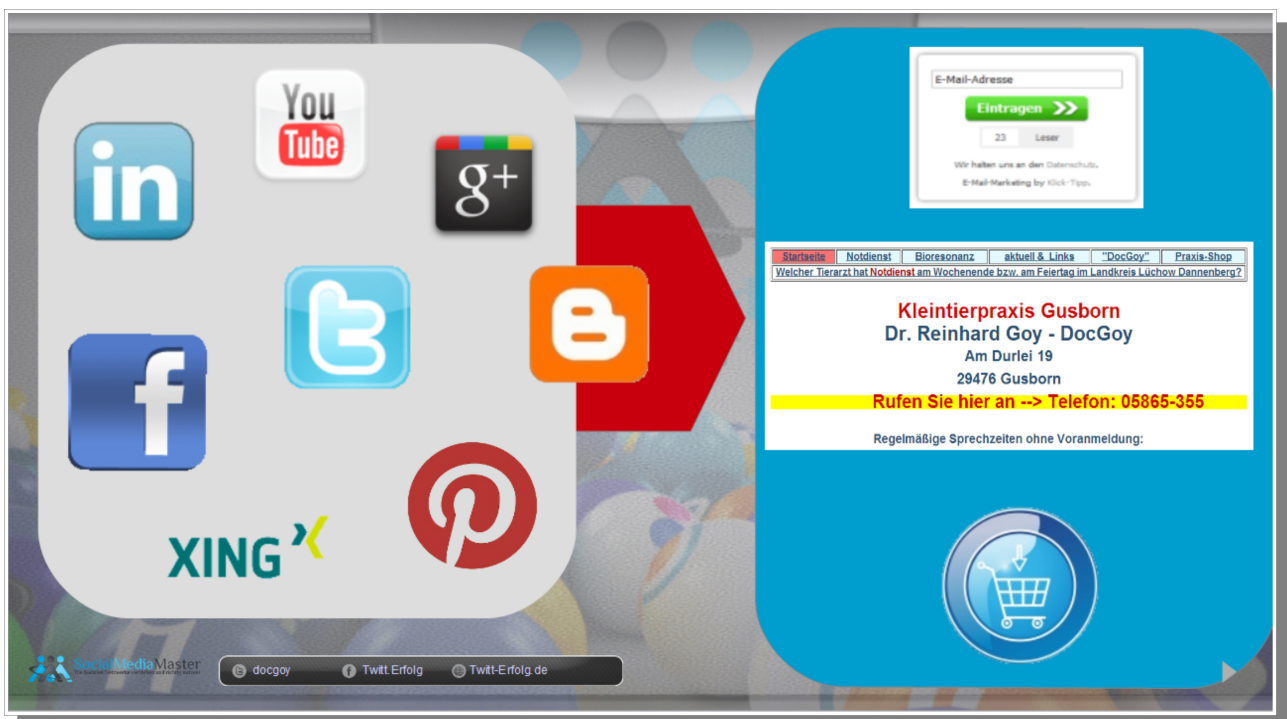 You
Tube
in
g+
f
XING
E-Mail-Adresse
Eintragen
23 Leser
Wir halten uns an den Datenschutz.
E-Mail-Marketing by Klick-Tipp.
Startseite Notdienst Bioresonanz aktuell & Links "DocGoy" Praxis-Shop
Welcher Tierarzt hat Notdienst am Wochenende bzw. am Feiertag im Landkreis Lüchow Dannenberg?
Kleintierpraxis Gusborn
Dr. Reinhard Goy - DocGoy
Am Durlei 19
29476 Gusborn
Rufen Sie hier an --> Telefon: 05865-355
Regelmäßige Sprechzeiten ohne Voranmeldung:
SocialMediaMaster
docgoy Twitt.Erfolg Twitt-Erfolg.de